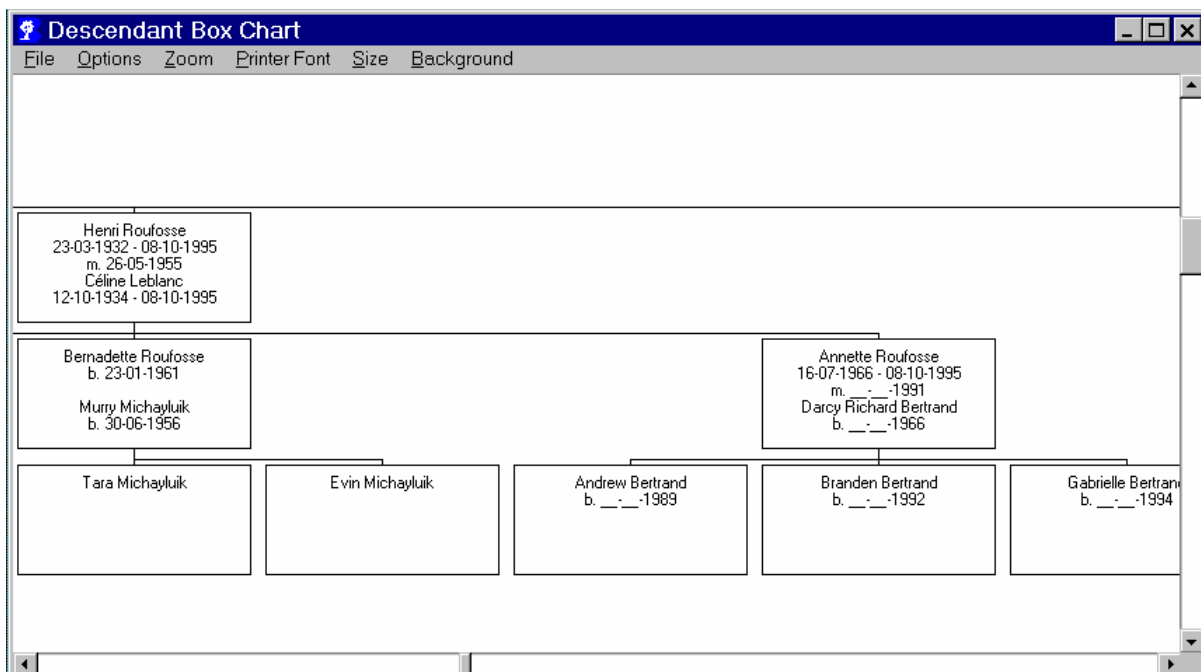 Descendant Box Chart
File Options Zoom Printer Font Size Background
Henri Roufosse
23-03-1932 - 08-10-1995
m. 26-05-1955
Céline Leblanc
12-10-1934 - 08-10-1995
Bernadette Roufosse
b. 23-01-1961
Murry Michayluik
b. 30-06-1956
Annette Roufosse
16-07-1966 - 08-10-1995
m. __-__-1991
Darcy Richard Bertrand
b. __-__-1966
Tara Michayluik
Evin Michayluik
Andrew Bertrand
b. __-__-1989
Branden Bertrand
b. __-__-1992
Gabrielle Bertrand
b. __-__-1994